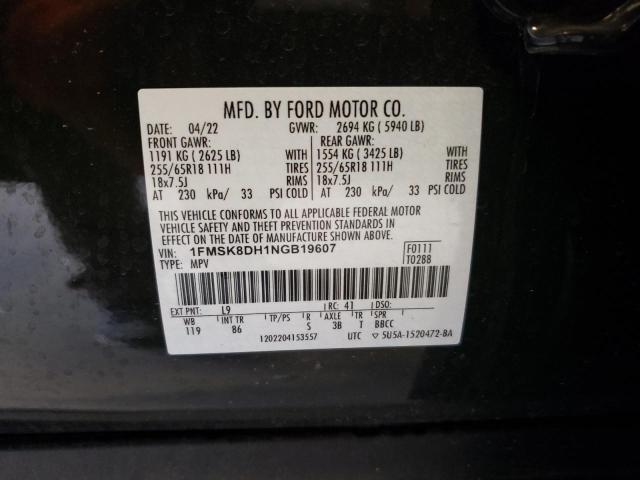 MFD. BY FORD MOTOR CO.
DATE: 04/22 GVWR: 2694 KG ( 5940 LB)
FRONT GAWR: REAR GAWR:
1191 KG ( 2625 LB) WITH 1554 KG ( 3425 LB) WITH
255/65R18 111H TIRES 255/65R18 111H TIRES
18x7.5J RIMS 18x7.5J RIMS
AT 230 kPa/ 33 PSI COLD AT 230 kPa/ 33 PSI COLD
THIS VEHICLE CONFORMS TO ALL APPLICABLE FEDERAL MOTOR
VEHICLE SAFETY AND THEFT PREVENTION STANDARDS IN
EFFECT ON THE DATE OF MANUFACTURE SHOWN ABOVE.
VIN: 1FMSK8DH1NGB19607 F0111
TYPE: MPV T0288
EXT PNT: L9 RC: 41 DSO:
WB INT TR TP/PS R AXLE TR SPR
119 86 S 3B T BBCC
1202204153557 UTC ▽ 5U5A-1520472-BA